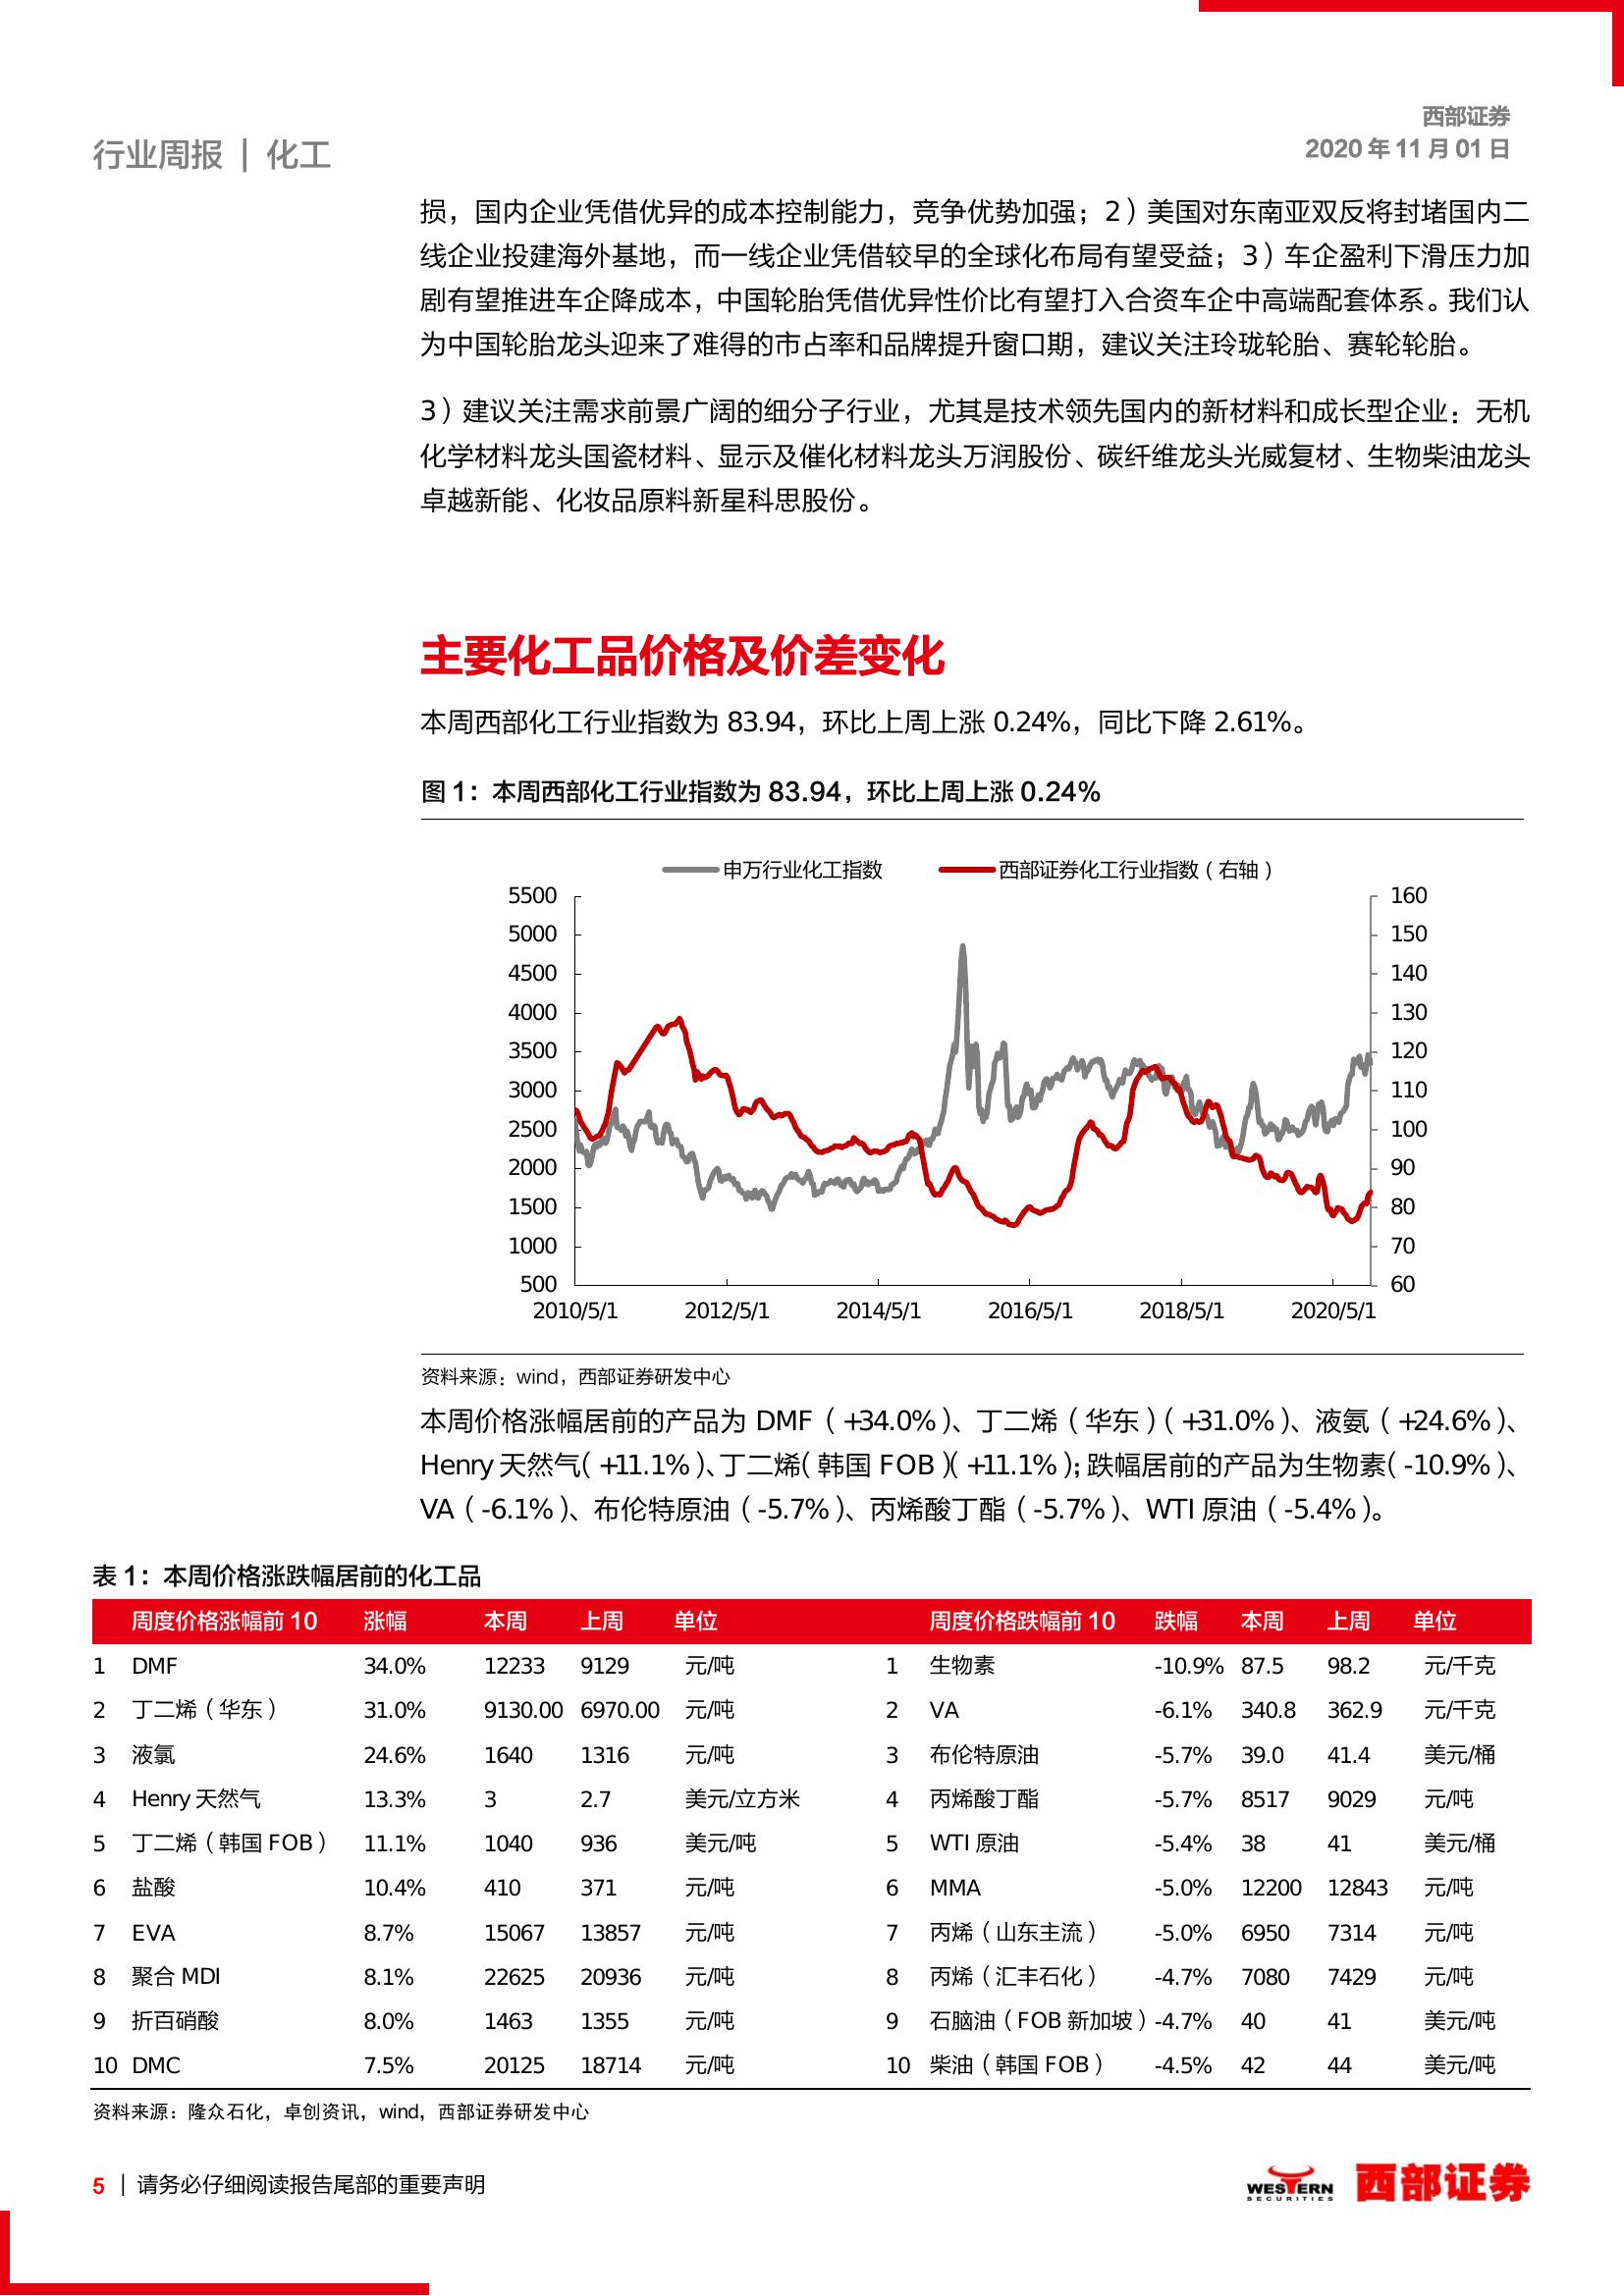 西部证券
行业周报 | 化工
2020 年 11 月 01 日
损，国内企业凭借优异的成本控制能力，竞争优势加强；2）美国对东南亚双反将封堵国内二
线企业投建海外基地，而一线企业凭借较早的全球化布局有望受益；3）车企盈利下滑压力加
剧有望推进车企降成本，中国轮胎凭借优异性价比有望打入合资车企中高端配套体系。我们认
为中国轮胎龙头迎来了难得的市占率和品牌提升窗口期，建议关注玲珑轮胎、赛轮轮胎。
3）建议关注需求前景广阔的细分子行业，尤其是技术领先国内的新材料和成长型企业：无机
化学材料龙头国瓷材料、显示及催化材料龙头万润股份、碳纤维龙头光威复材、生物柴油龙头
卓越新能、化妆品原料新星科思股份。
主要化工品价格及价差变化
本周西部化工行业指数为 83.94，环比上周上涨 0.24%，同比下降 2.61%。
图 1：本周西部化工行业指数为 83.94，环比上周上涨 0.24%
申万行业化工指数 西部证券化工行业指数（右轴）
5500 160
5000 150
4500 140
4000 130
3500 120
3000 110
2500 100
2000 90
1500 80
1000 70
500 60
2010/5/1 2012/5/1 2014/5/1 2016/5/1 2018/5/1 2020/5/1
资料来源：wind，西部证券研发中心
本周价格涨幅居前的产品为 DMF（+34.0%）、丁二烯（华东）（+31.0%）、液氨（+24.6%）、
Henry 天然气（+11.1%）、丁二烯（韩国 FOB）（+11.1%）；跌幅居前的产品为生物素（-10.9%）、
VA（-6.1%）、布伦特原油（-5.7%）、丙烯酸丁酯（-5.7%）、WTI 原油（-5.4%）。
表 1：本周价格涨跌幅居前的化工品
周度价格涨幅前 10 涨幅 本周 上周 单位 周度价格跌幅前 10 跌幅 本周 上周 单位
1 DMF 34.0% 12233 9129 元/吨 1 生物素 -10.9% 87.5 98.2 元/千克
2 丁二烯（华东） 31.0% 9130.00 6970.00 元/吨 2 VA -6.1% 340.8 362.9 元/千克
3 液氯 24.6% 1640 1316 元/吨 3 布伦特原油 -5.7% 39.0 41.4 美元/桶
4 Henry 天然气 13.3% 3 2.7 美元/立方米 4 丙烯酸丁酯 -5.7% 8517 9029 元/吨
5 丁二烯（韩国 FOB） 11.1% 1040 936 美元/吨 5 WTI 原油 -5.4% 38 41 美元/桶
6 盐酸 10.4% 410 371 元/吨 6 MMA -5.0% 12200 12843 元/吨
7 EVA 8.7% 15067 13857 元/吨 7 丙烯（山东主流） -5.0% 6950 7314 元/吨
8 聚合 MDI 8.1% 22625 20936 元/吨 8 丙烯（汇丰石化） -4.7% 7080 7429 元/吨
9 折百硝酸 8.0% 1463 1355 元/吨 9 石脑油（FOB 新加坡） -4.7% 40 41 美元/吨
10 DMC 7.5% 20125 18714 元/吨 10 柴油（韩国 FOB） -4.5% 42 44 美元/吨
资料来源：隆众石化，卓创资讯，wind，西部证券研发中心
5 | 请务必仔细阅读报告尾部的重要声明
WESTERN
SECURITIES
西部证券